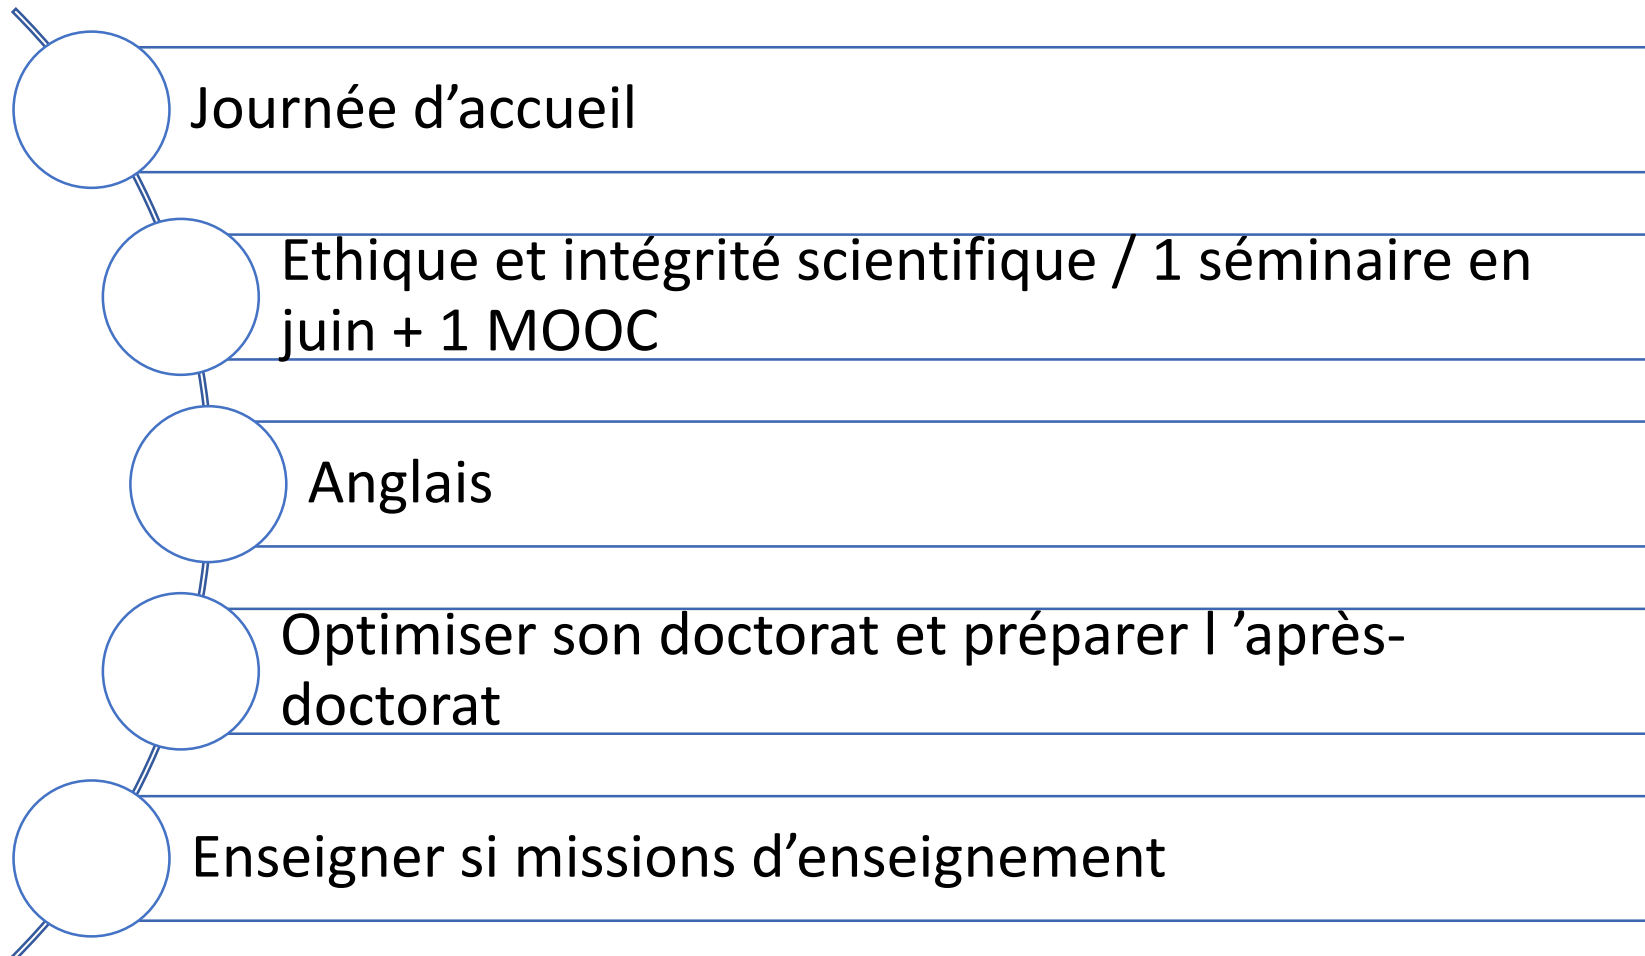 Journée d’accueil
Ethique et intégrité scientifique / 1 séminaire en
juin + 1 MOOC
Anglais
Optimiser son doctorat et préparer l ’après-
doctorat
Enseigner si missions d’enseignement